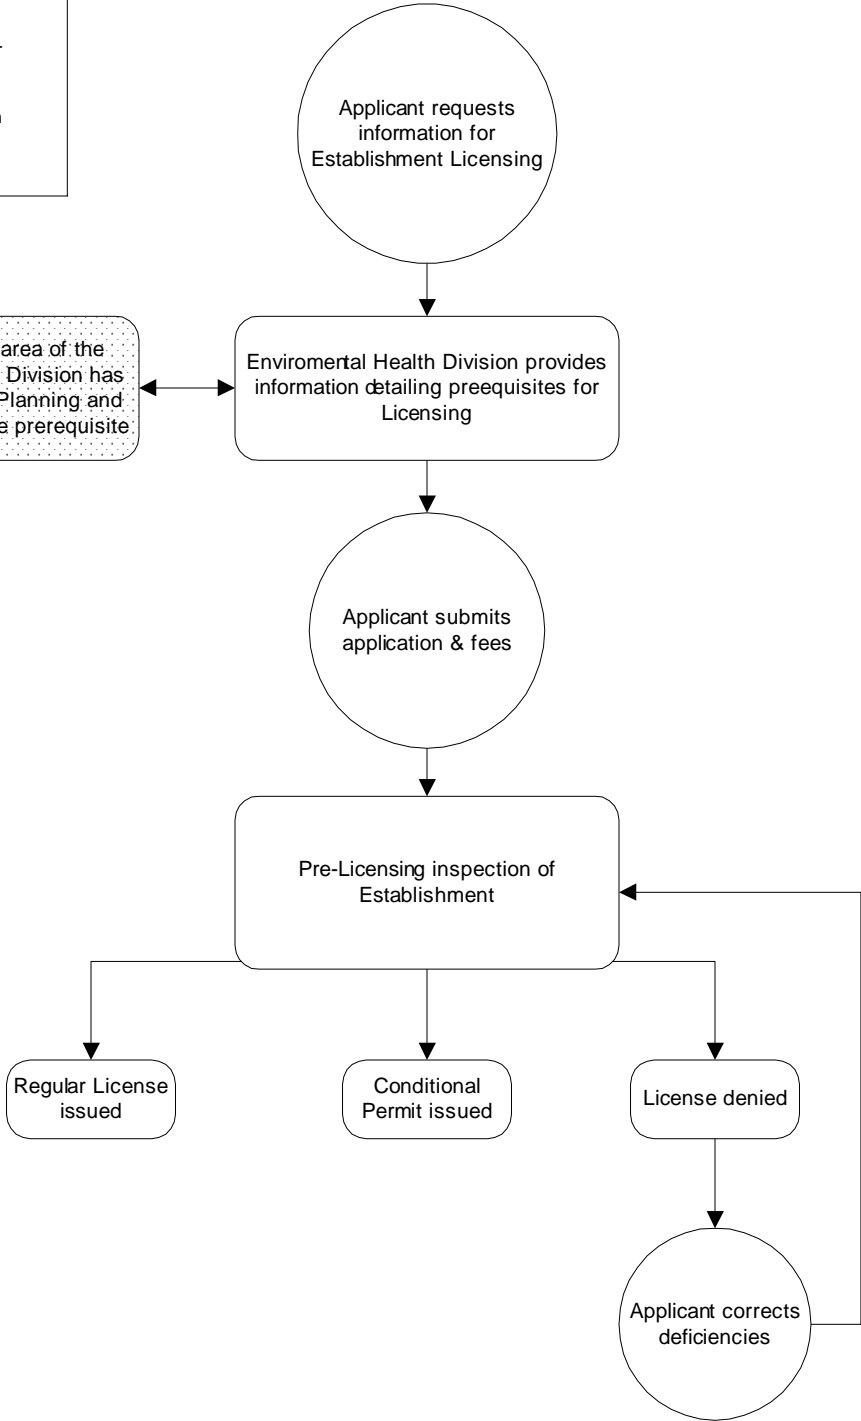 Applicant requests
information for
Establishment Licensing
area of the
Division has
Planning and
prerequisite
Enviromental Health Division provides
information detailing preequisites for
Licensing
Applicant submits
application & fees
Pre-Licensing inspection of
Establishment
Regular License
issued
Conditional
Permit issued
License denied
Applicant corrects
deficiencies